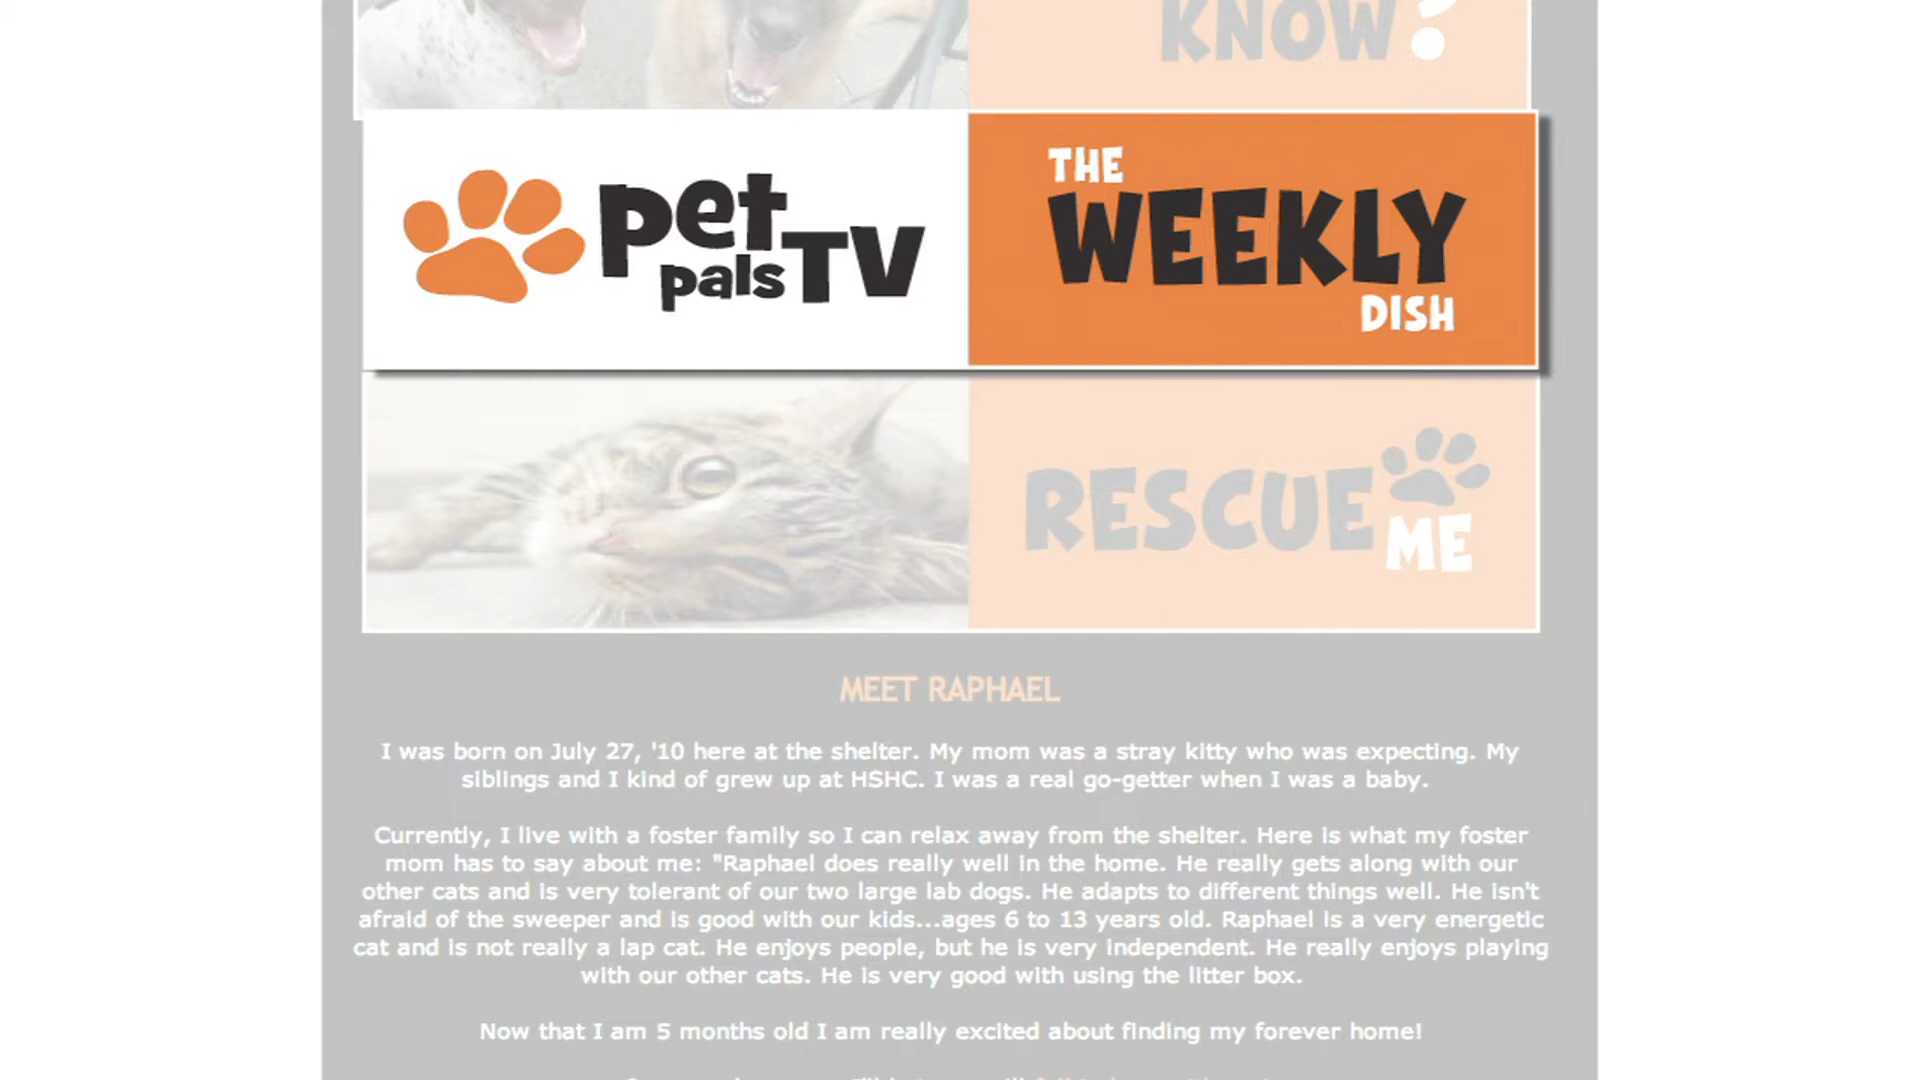 KNOW?
pet
pals TV
THE
WEEKLY
DISH
RESCUE
ME
MEET RAPHAEL
I was born on July 27, '10 here at the shelter. My mom was a stray kitty who was expecting. My
siblings and I kind of grew up at HSHC. I was a real go-getter when I was a baby.
Currently, I live with a foster family so I can relax away from the shelter. Here is what my foster
mom has to say about me: "Raphael does really well in the home. He really gets along with our
other cats and is very tolerant of our two large lab dogs. He adapts to different things well. He isn't
afraid of the sweeper and is good with our kids...ages 6 to 13 years old. Raphael is a very energetic
cat and is not really a lap cat. He enjoys people, but he is very independent. He really enjoys playing
with our other cats. He is very good with using the litter box.
Now that I am 5 months old I am really excited about finding my forever home!